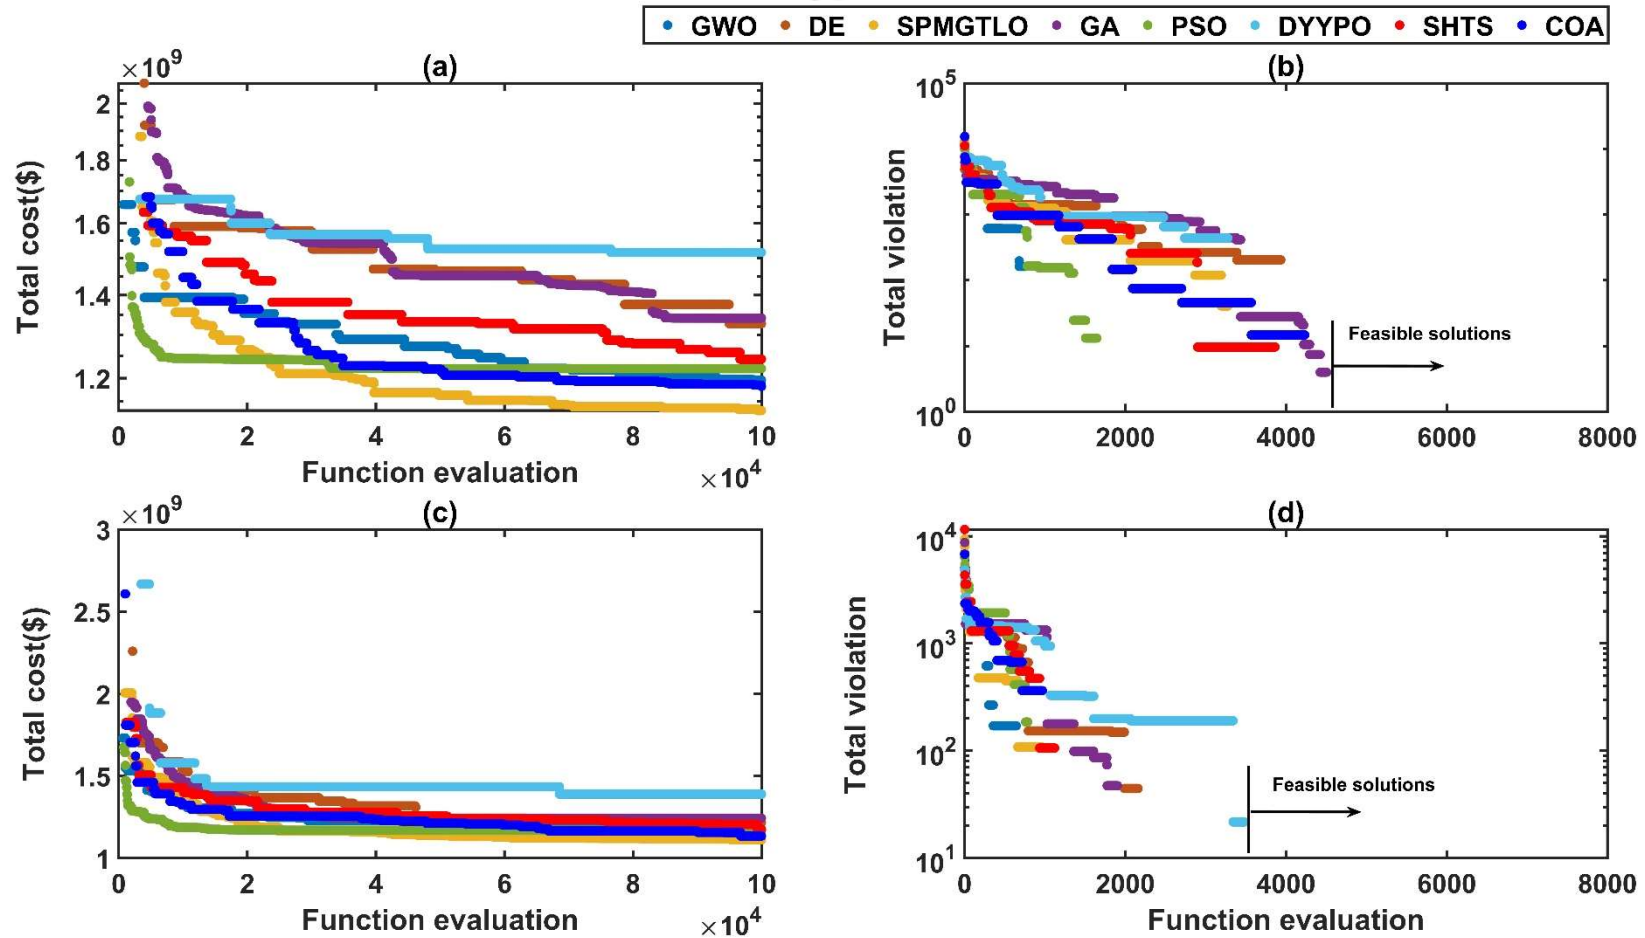 GWO DE SPMGTLO GA PSO DYYPO SHTS COA
×10^9
(a)
2
1.8
1.6
1.4
1.2
Total cost($)
0 2 4 6 8 10
Function evaluation
×10^4
(b)
10^5
10^0
Total violation
Feasible solutions
0 2000 4000 6000 8000
×10^9
(c)
3
2.5
2
1.5
1
Total cost($)
0 2 4 6 8 10
Function evaluation
×10^4
(d)
10^4
10^3
10^2
10^1
Total violation
Feasible solutions
0 2000 4000 6000 8000
Function evaluation